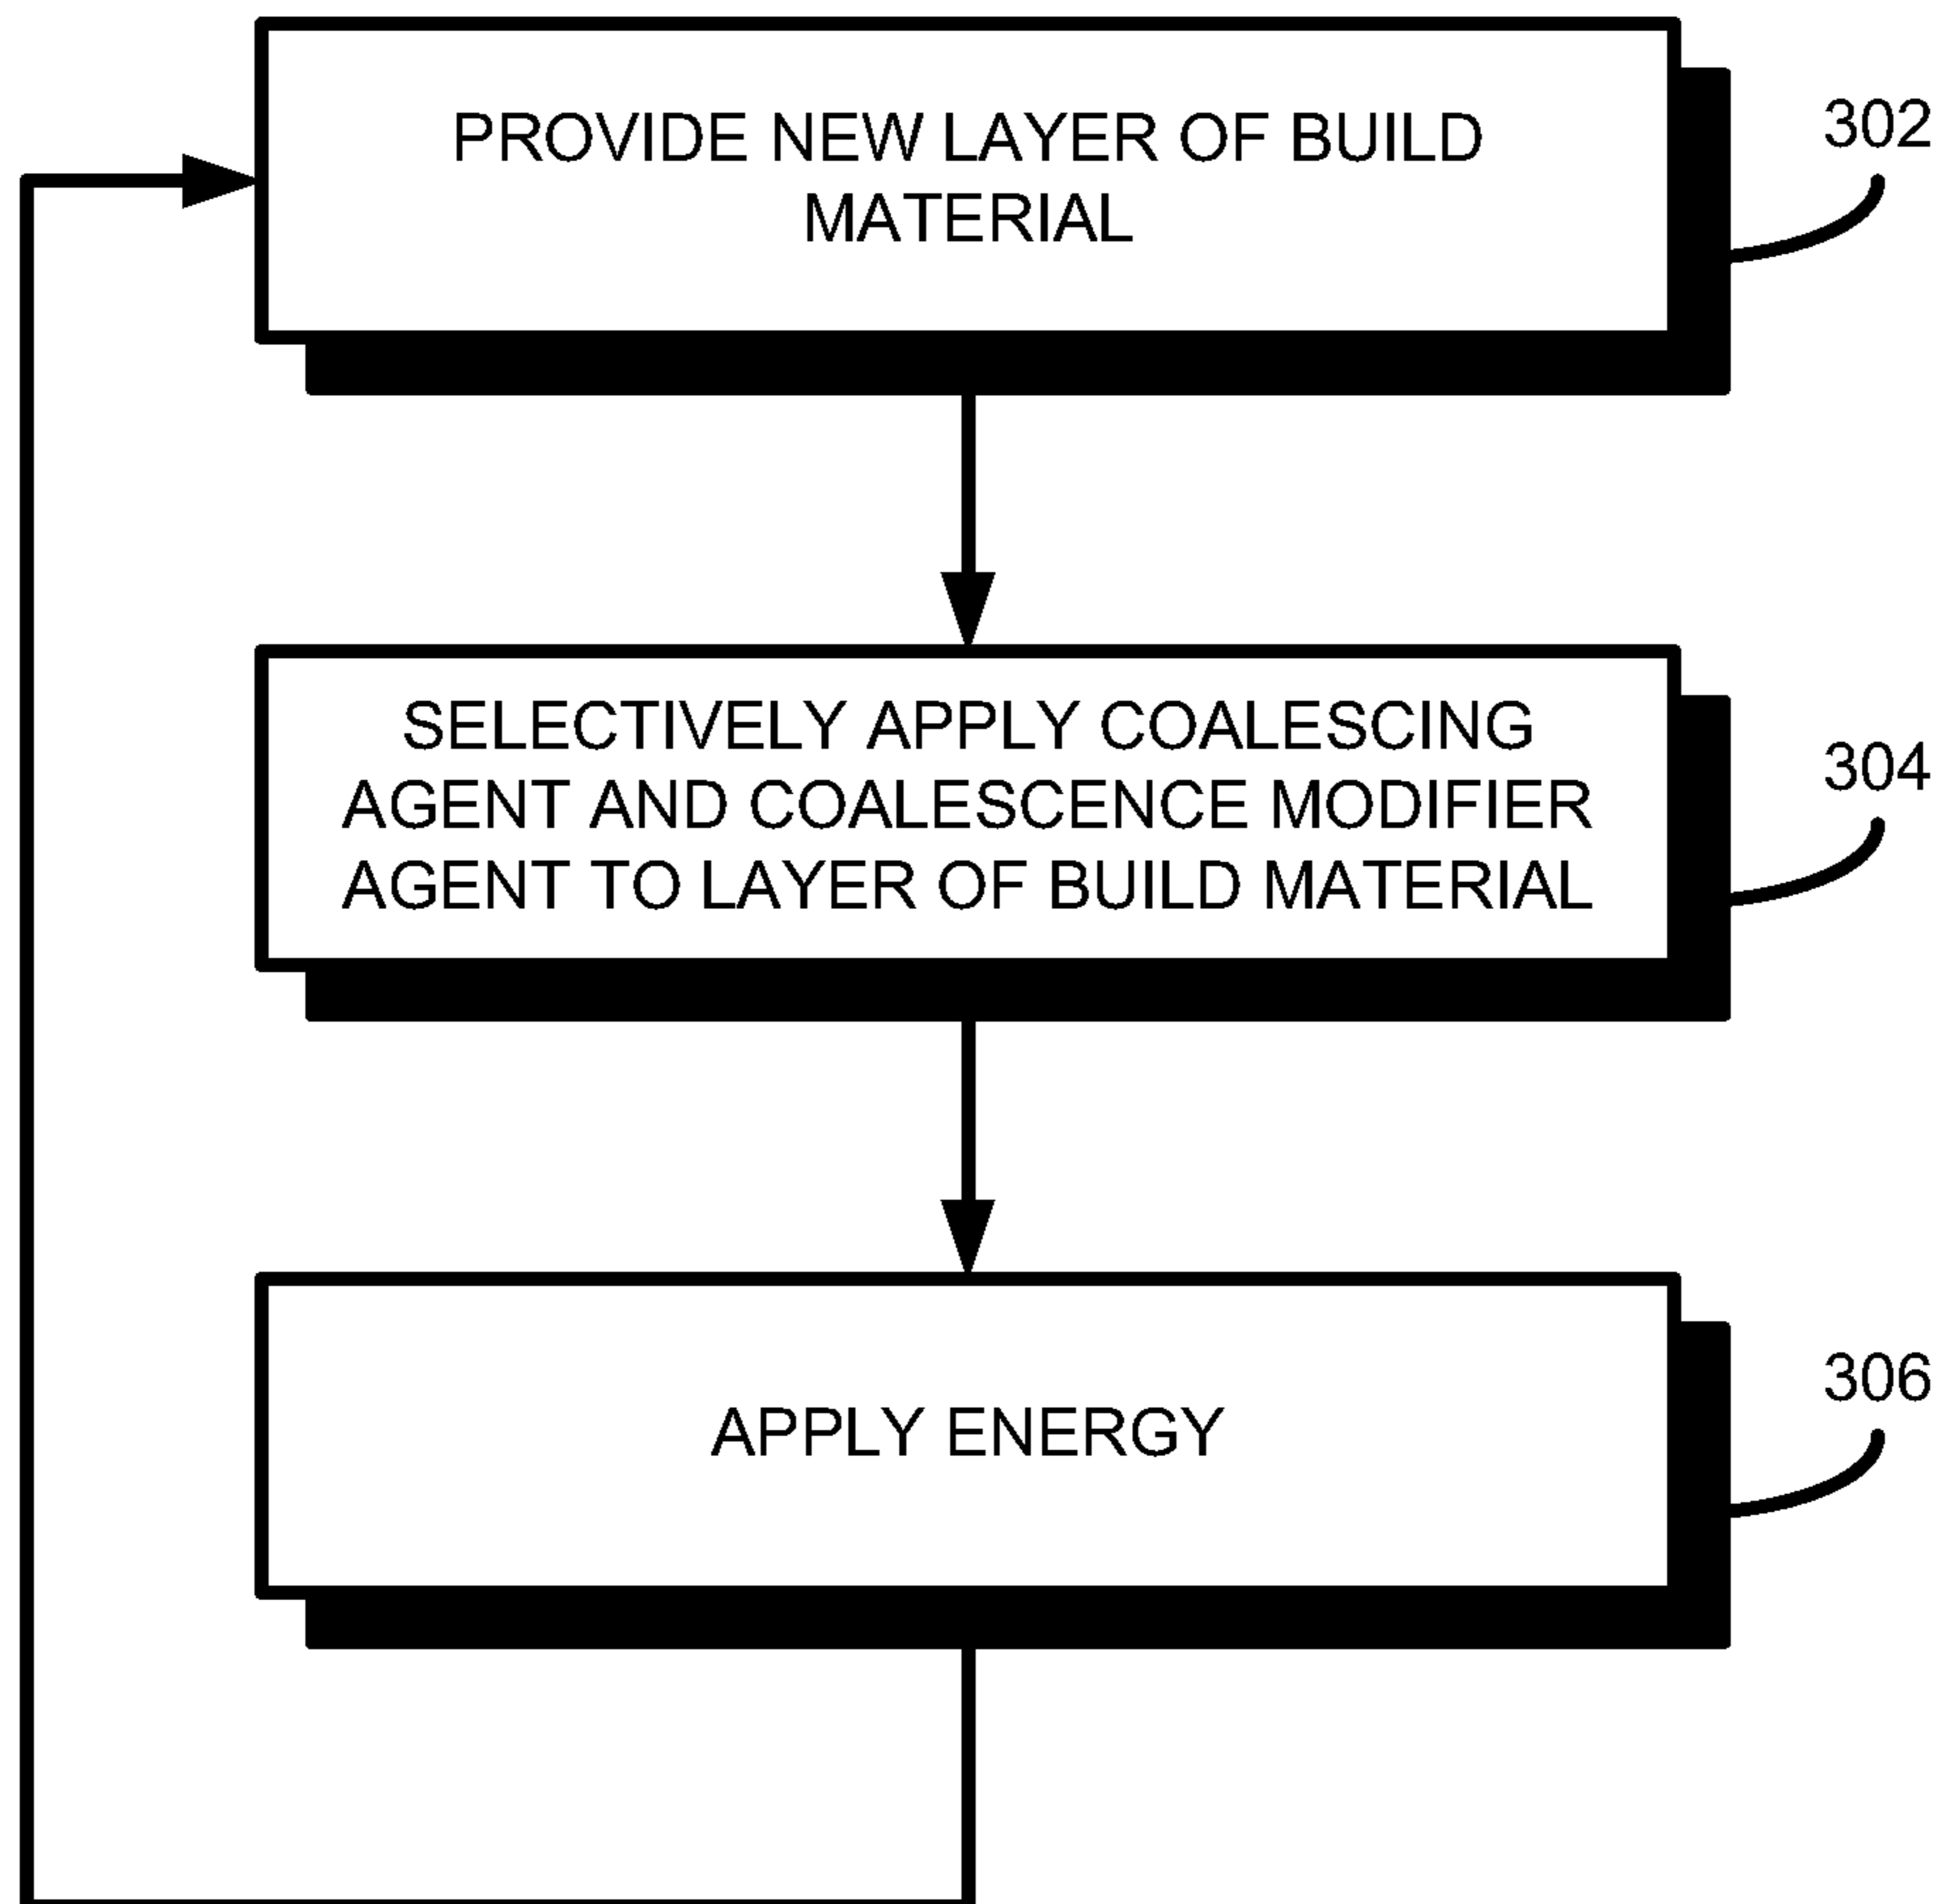 PROVIDE NEW LAYER OF BUILD
MATERIAL
302
SELECTIVELY APPLY COALESCING
AGENT AND COALESCENCE MODIFIER
AGENT TO LAYER OF BUILD MATERIAL
304
APPLY ENERGY
306